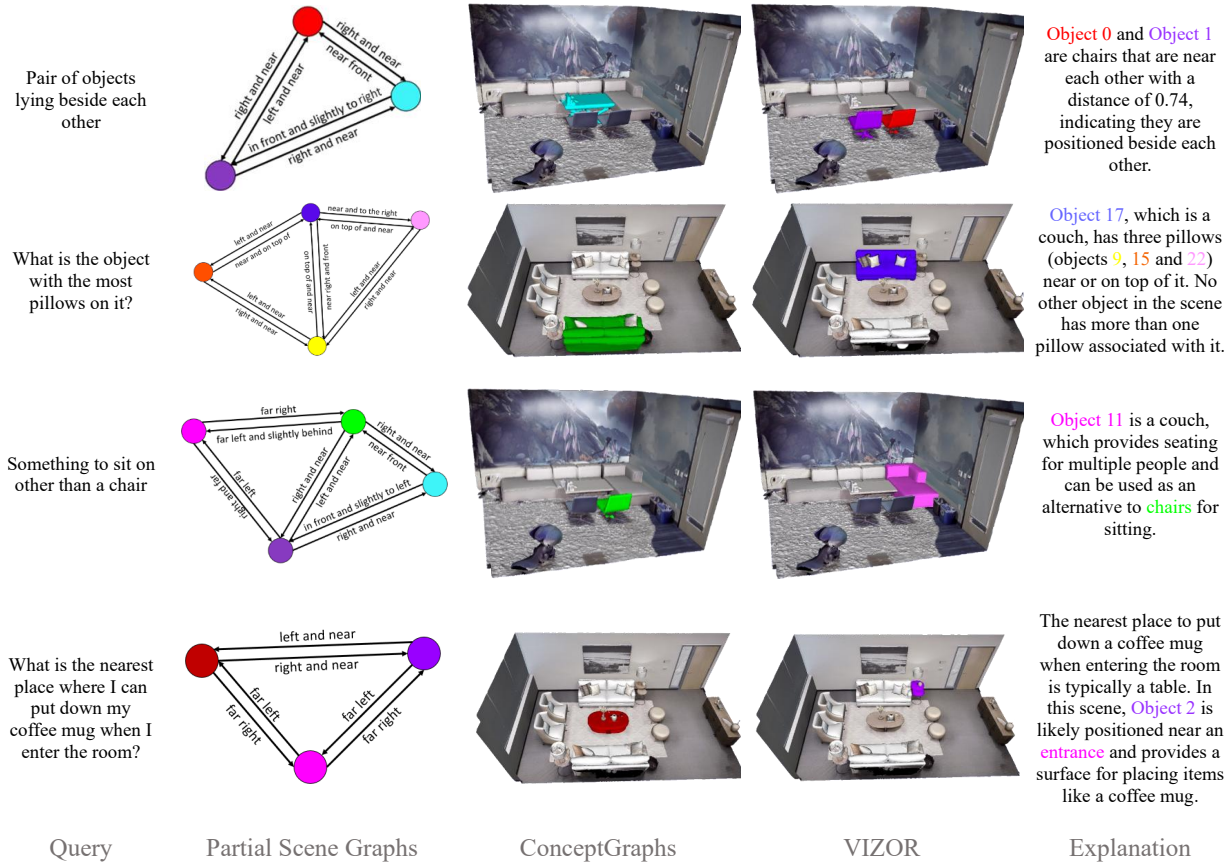 Pair of objects
lying beside each
other
right and near
near front
right and near
left and near
in front and slightly to right
right and near
Object 0 and Object 1
are chairs that are near
each other with a
distance of 0.74,
indicating they are
positioned beside each
other.
What is the object
with the most
pillows on it?
near and to the right
on top of and near
left and near
near and on top of
on top of and near
near right and front
left and near
right and near
left and near
right and near
Object 17, which is a
couch, has three pillows
(objects 9, 15 and 22)
near or on top of it. No
other object in the scene
has more than one
pillow associated with it.
Something to sit on
other than a chair
far right
far left and slightly behind
right and near
near front
right and near
left and near
far left
right and far
in front and slightly to left
right and near
Object 11 is a couch,
which provides seating
for multiple people and
can be used as an
alternative to chairs for
sitting.
What is the nearest
place where I can
put down my
coffee mug when I
enter the room?
left and near
right and near
far left
far right
far left
far right
The nearest place to put
down a coffee mug
when entering the room
is typically a table. In
this scene, Object 2 is
likely positioned near an
entrance and provides a
surface for placing items
like a coffee mug.
Query
Partial Scene Graphs
ConceptGraphs
VIZOR
Explanation